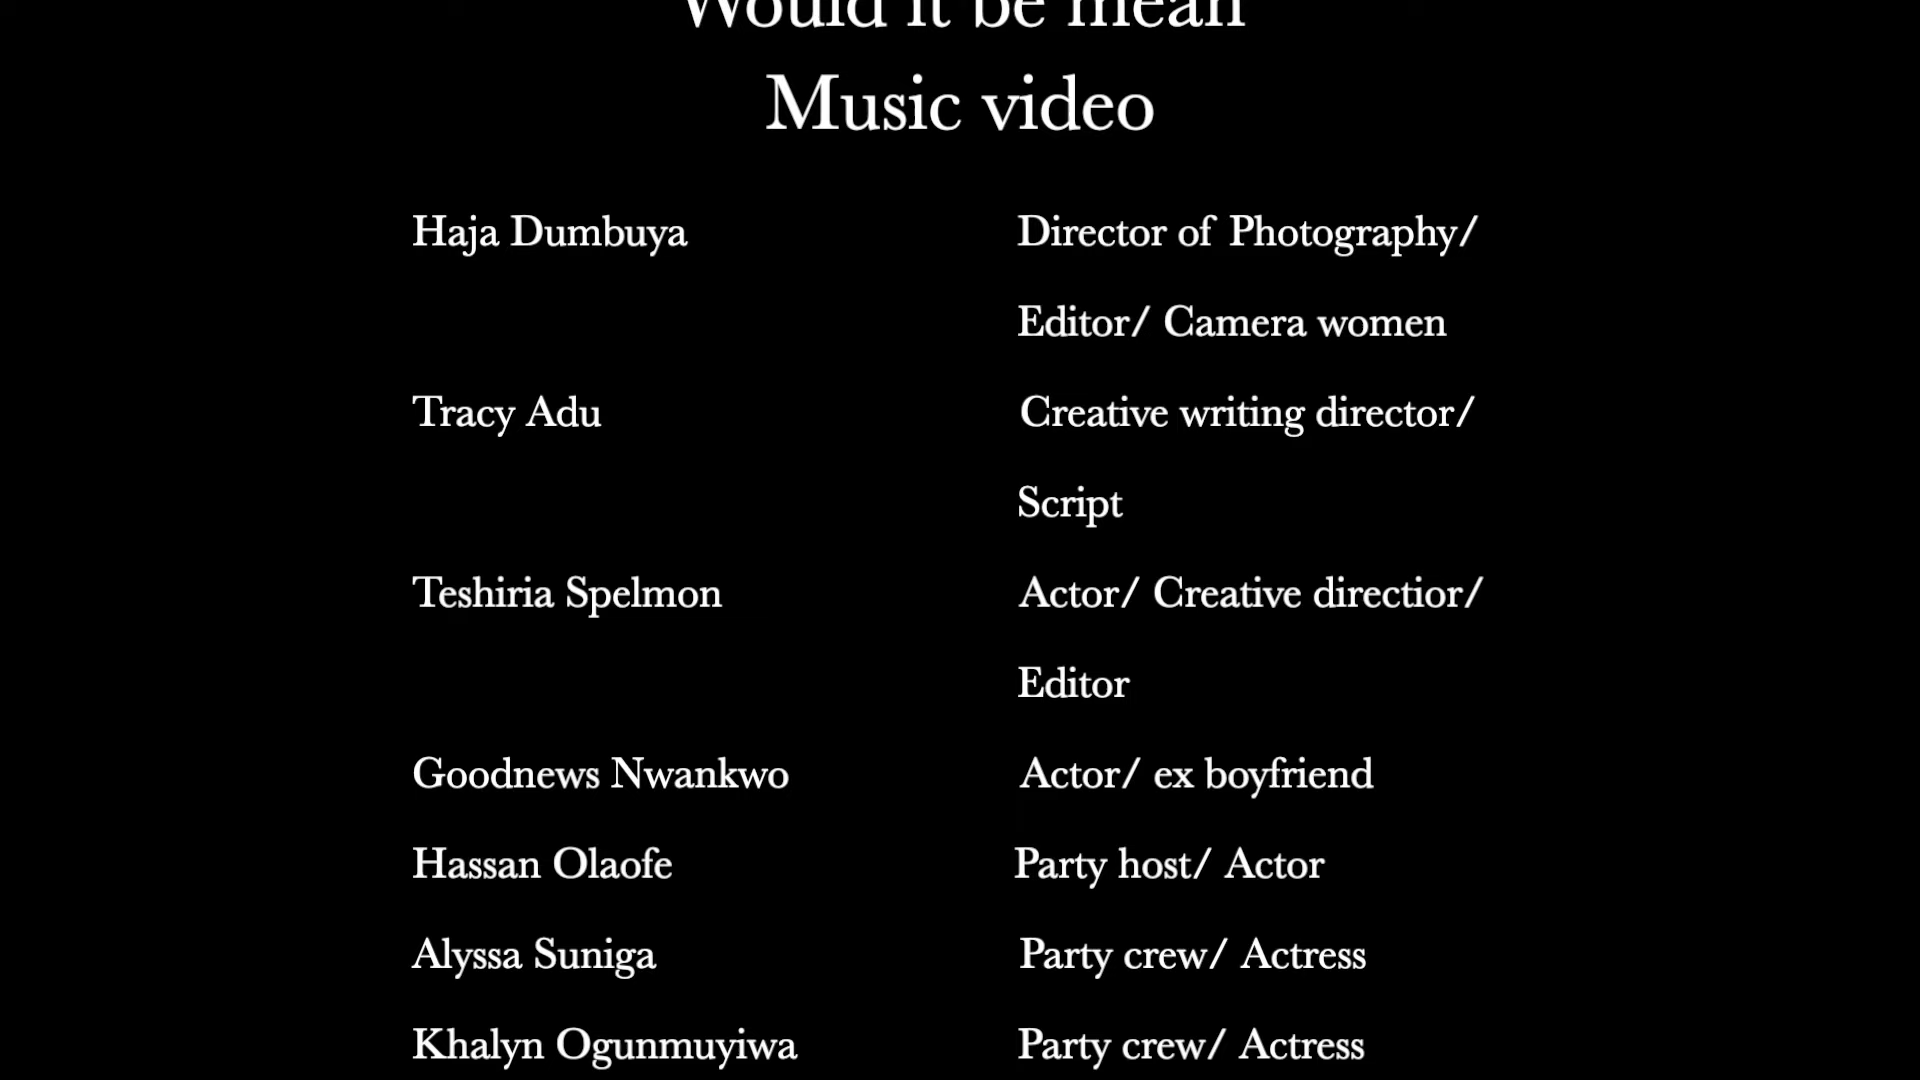 Would it be mean
Music video
Haja Dumbuya Director of Photography/
Editor/ Camera women
Tracy Adu Creative writing director/
Script
Teshiria Spelmon Actor/ Creative directior/
Editor
Goodnews Nwankwo Actor/ ex boyfriend
Hassan Olaofe Party host/ Actor
Alyssa Suniga Party crew/ Actress
Khalyn Ogunmuyiwa Party crew/ Actress